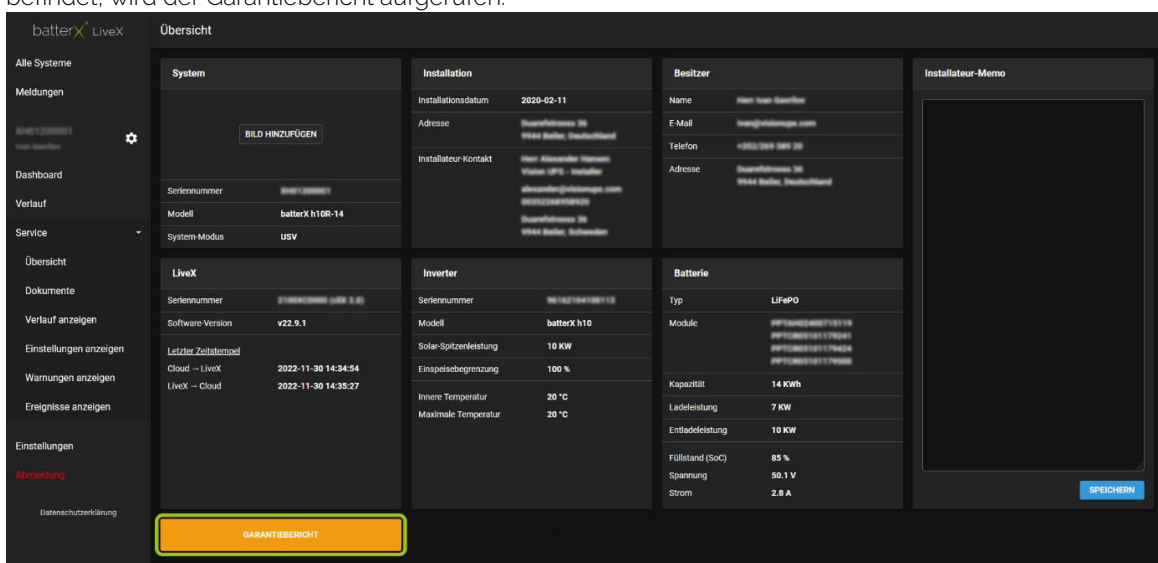 befindet, wird der Garantiebericht aufgerufen.
batterX LiveX
Übersicht
Alle Systeme
Meldungen
Dashboard
Verlauf
Service
Übersicht
Dokumente
Verlauf anzeigen
Einstellungen anzeigen
Warnungen anzeigen
Ereignisse anzeigen
Einstellungen
Abmeldung
Datenschutzerklärung
System
BILD HINZUFÜGEN
Seriennummer
Modell batterX h10R-14
System-Modus USV
Installation
Installationsdatum 2020-02-11
Adresse
Installateur-Kontakt
Besitzer
Name
E-Mail
Telefon
Adresse
Installateur-Memo
SPEICHERN
LiveX
Seriennummer
Software-Version v22.9.1
Letzter Zeitstempel
Cloud → LiveX 2022-11-30 14:34:54
LiveX → Cloud 2022-11-30 14:35:27
Inverter
Seriennummer
Modell batterX h10
Solar-Spitzenleistung 10 KW
Einspeisebegrenzung 100 %
Innere Temperatur 20 °C
Maximale Temperatur 20 °C
Batterie
Typ LiFePO
Module
Kapazität 14 KWh
Ladeleistung 7 KW
Entladeleistung 10 KW
Füllstand (SoC) 85 %
Spannung 50.1 V
Strom 2.8 A
GARANTIEBERICHT